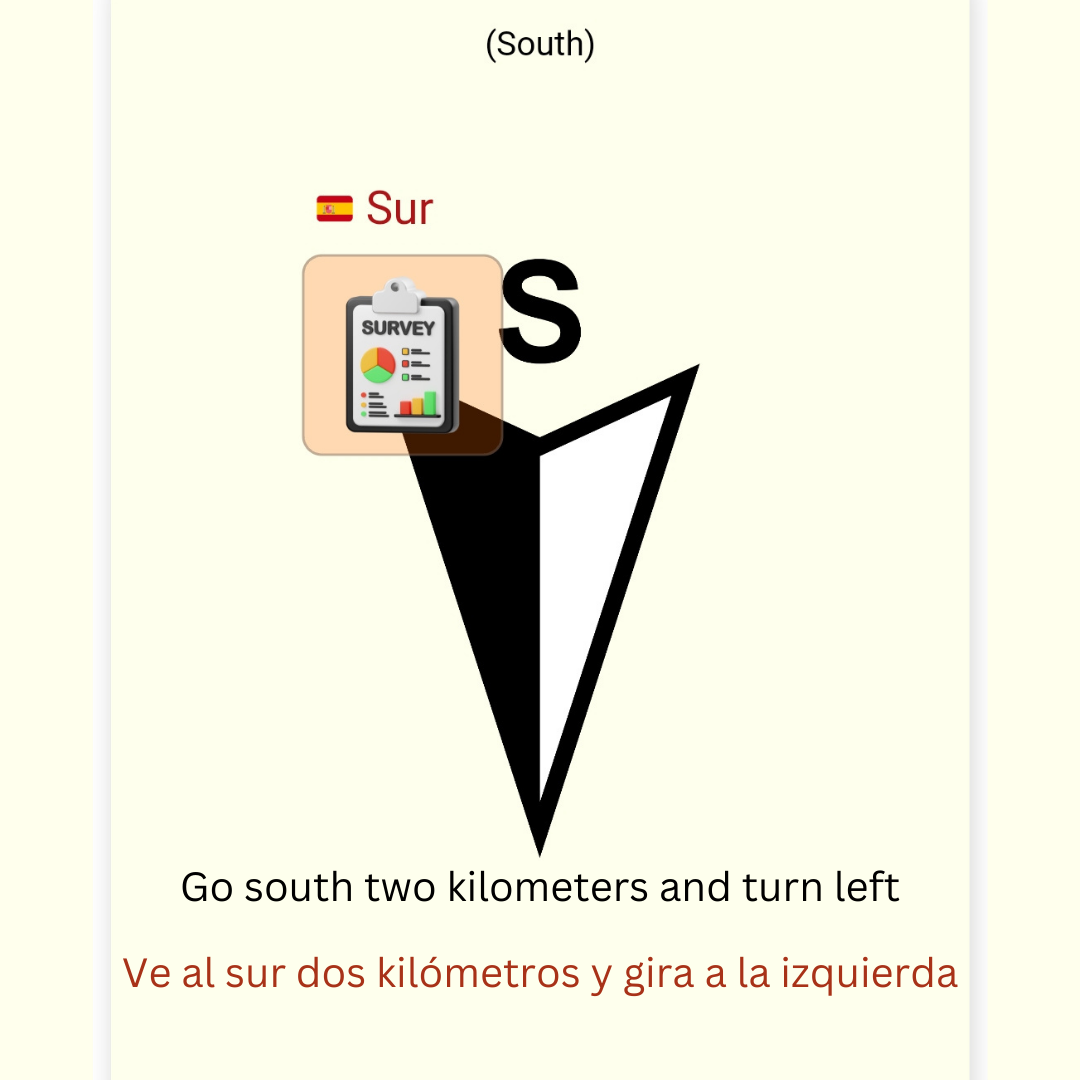 (South)
Sur
SURVEY
S
Go south two kilometers and turn left
Ve al sur dos kilómetros y gira a la izquierda